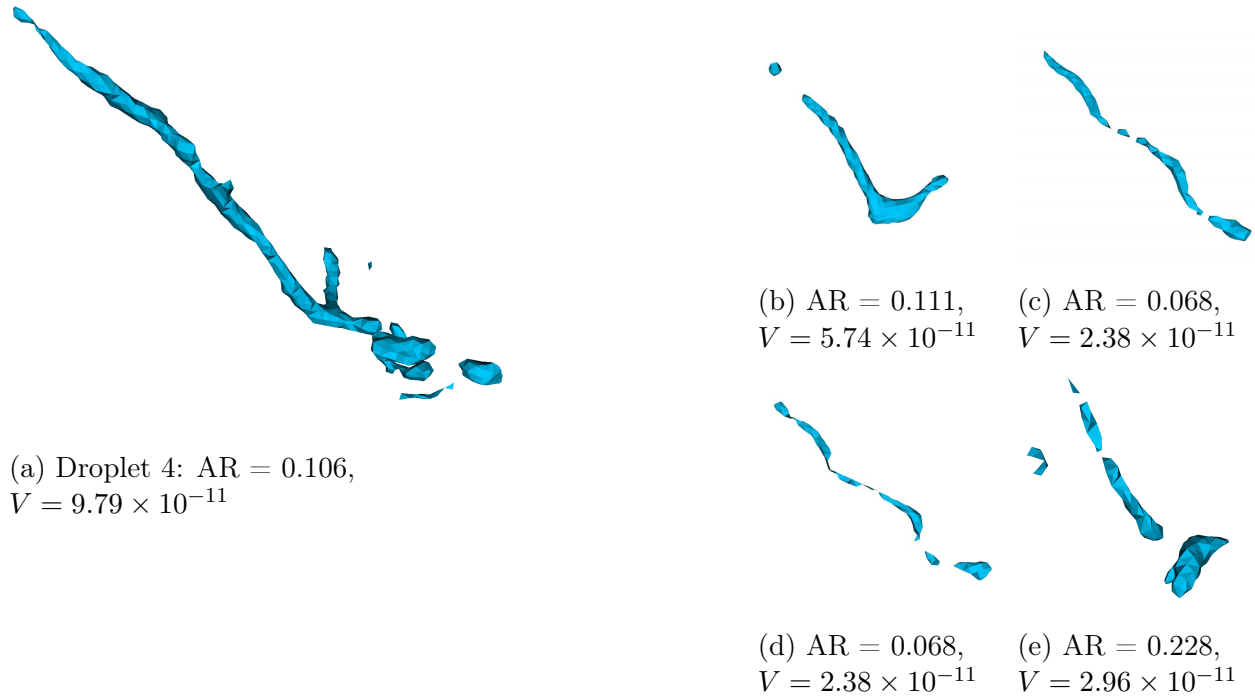 (a) Droplet 4: AR = 0.106,
V = 9.79 × 10⁻¹¹
(b) AR = 0.111,
V = 5.74 × 10⁻¹¹
(c) AR = 0.068,
V = 2.38 × 10⁻¹¹
(d) AR = 0.068,
V = 2.38 × 10⁻¹¹
(e) AR = 0.228,
V = 2.96 × 10⁻¹¹